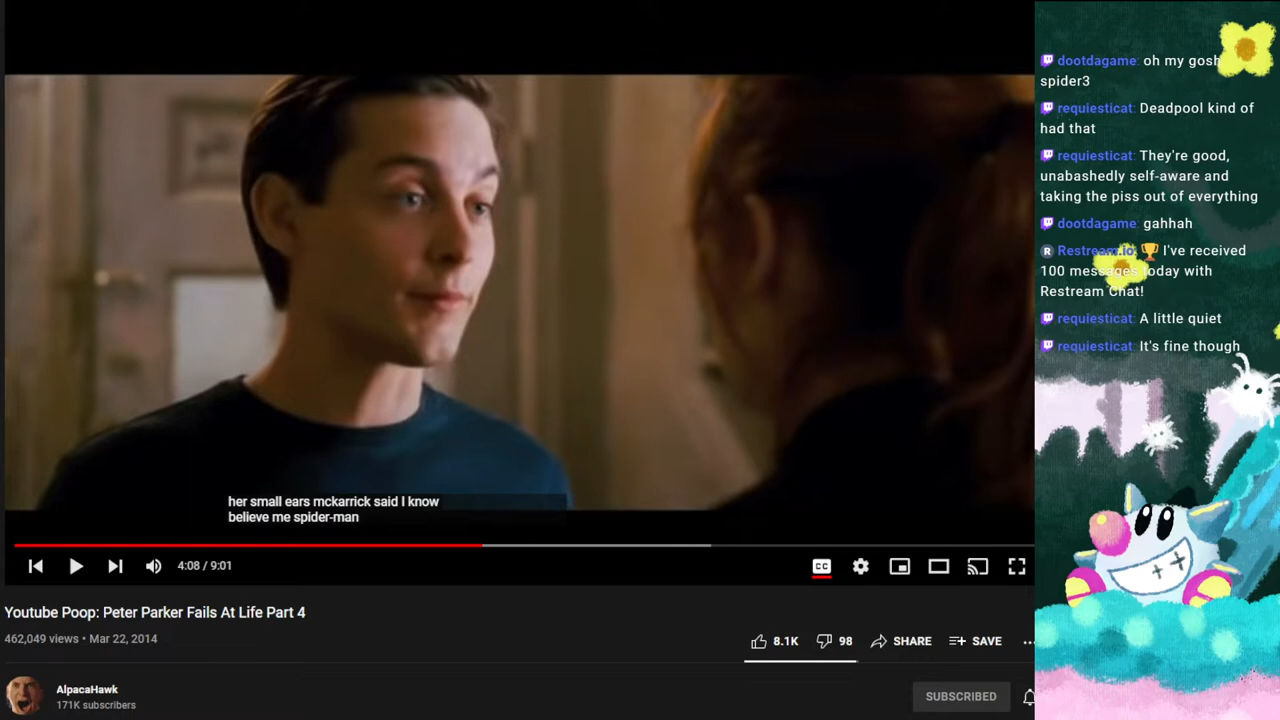 dootdagame: oh my gosh
spider3
requiesticat: Deadpool kind of
had that
requiesticat: They're good,
unabashedly self-aware and
taking the piss out of everything
dootdagame: gahhah
R Restream.io: 🏆 I've received
100 messages today with
Restream Chat!
requiesticat: A little quiet
requiesticat: It's fine though
her small ears mckarrick said I know
believe me spider-man
4:08 / 9:01
CC
Youtube Poop: Peter Parker Fails At Life Part 4
462,049 views • Mar 22, 2014
8.1K 98 SHARE SAVE ...
AlpacaHawk
171K subscribers
SUBSCRIBED